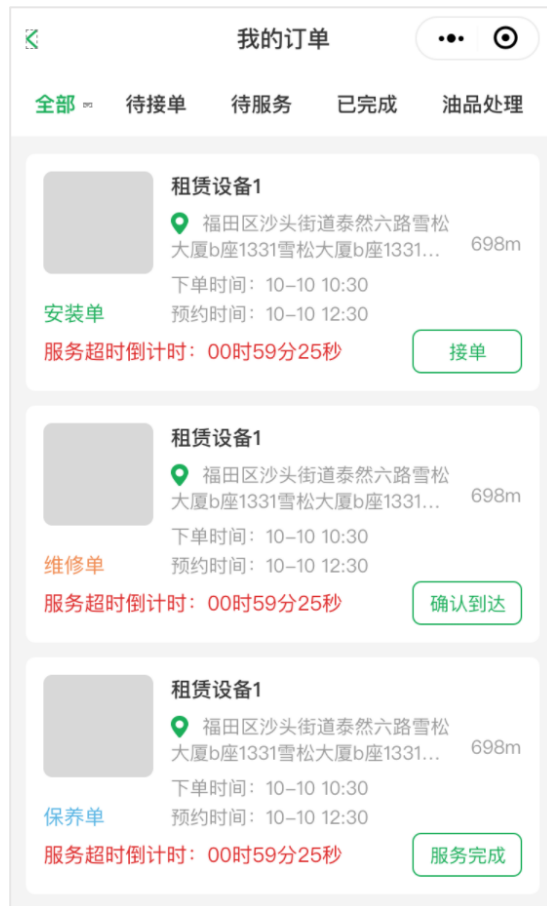 我的订单
全部 待接单 待服务 已完成 油品处理
租赁设备1
福田区沙头街道泰然六路雪松
大厦b座1331雪松大厦b座1331...
698m
下单时间：10-10 10:30
安装单
预约时间：10-10 12:30
服务超时倒计时：00时59分25秒
接单
租赁设备1
福田区沙头街道泰然六路雪松
大厦b座1331雪松大厦b座1331...
698m
下单时间：10-10 10:30
维修单
预约时间：10-10 12:30
服务超时倒计时：00时59分25秒
确认到达
租赁设备1
福田区沙头街道泰然六路雪松
大厦b座1331雪松大厦b座1331...
698m
下单时间：10-10 10:30
保养单
预约时间：10-10 12:30
服务超时倒计时：00时59分25秒
服务完成